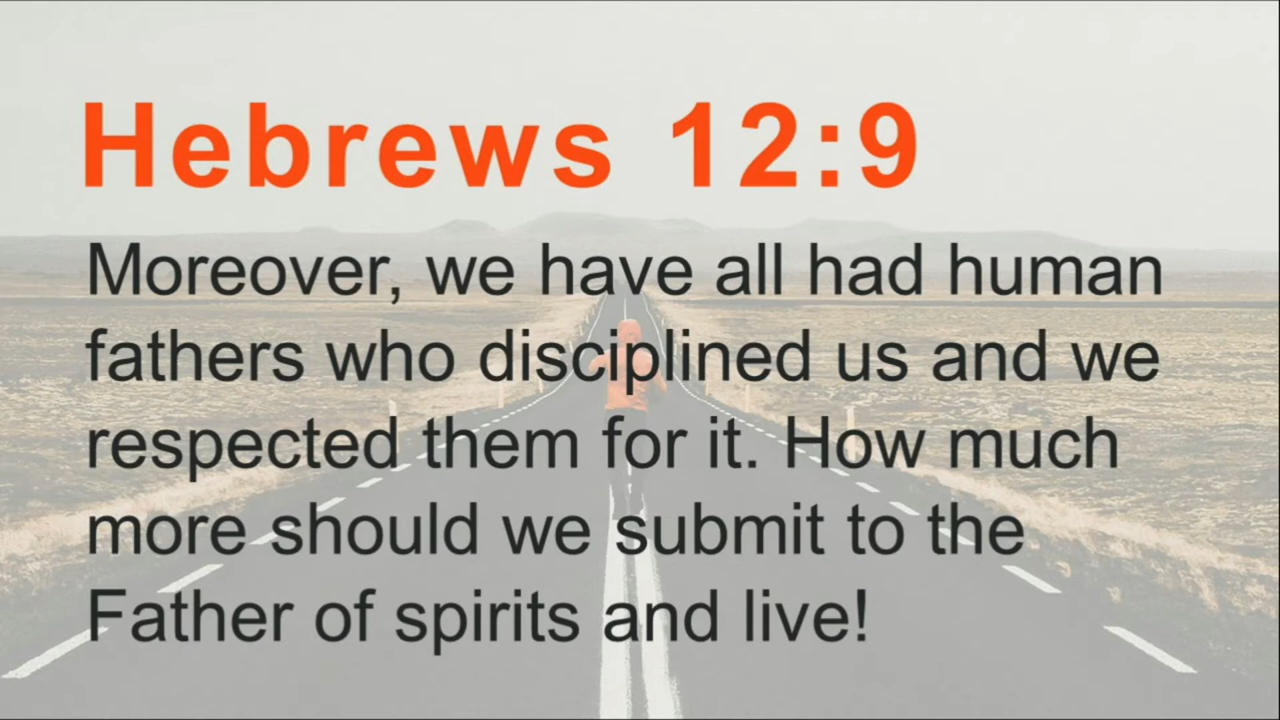 Hebrews 12:9
Moreover, we have all had human
fathers who disciplined us and we
respected them for it. How much
more should we submit to the
Father of spirits and live!